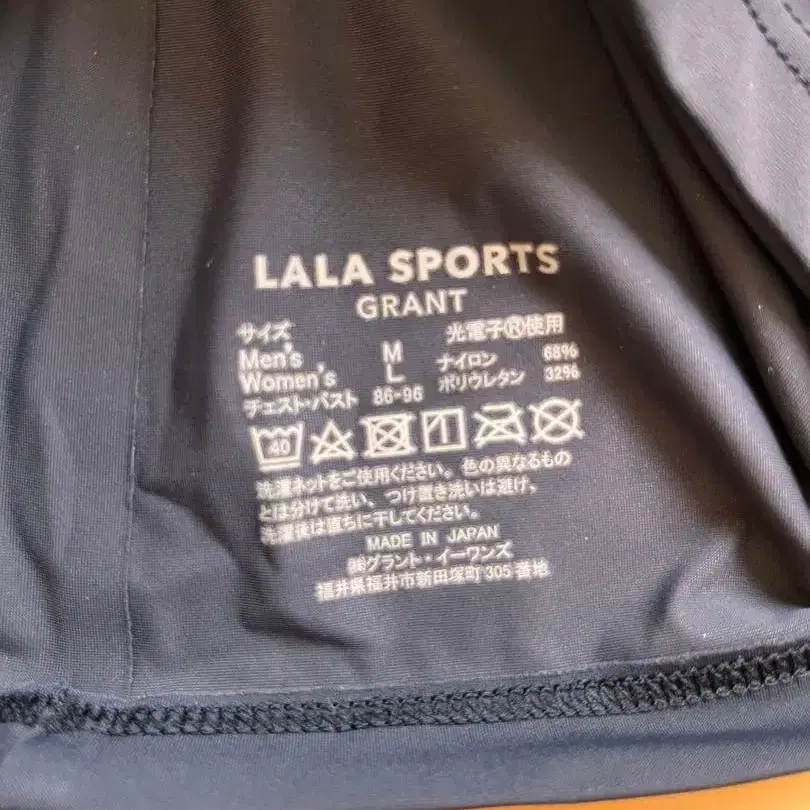 LALA SPORTS
GRANT
サイズ 光電子®使用
Men's M ナイロン 68%
Women's L ポリウレタン 32%
チェスト・バスト 86-96
40
洗濯ネットをご使用ください。色の異なるもの
とは分けて洗い、つけ置き洗いは避け、
洗濯後は直ちに干してください。
MADE IN JAPAN
㈱グラント・イーワンズ
福井県福井市新田塚町305番地